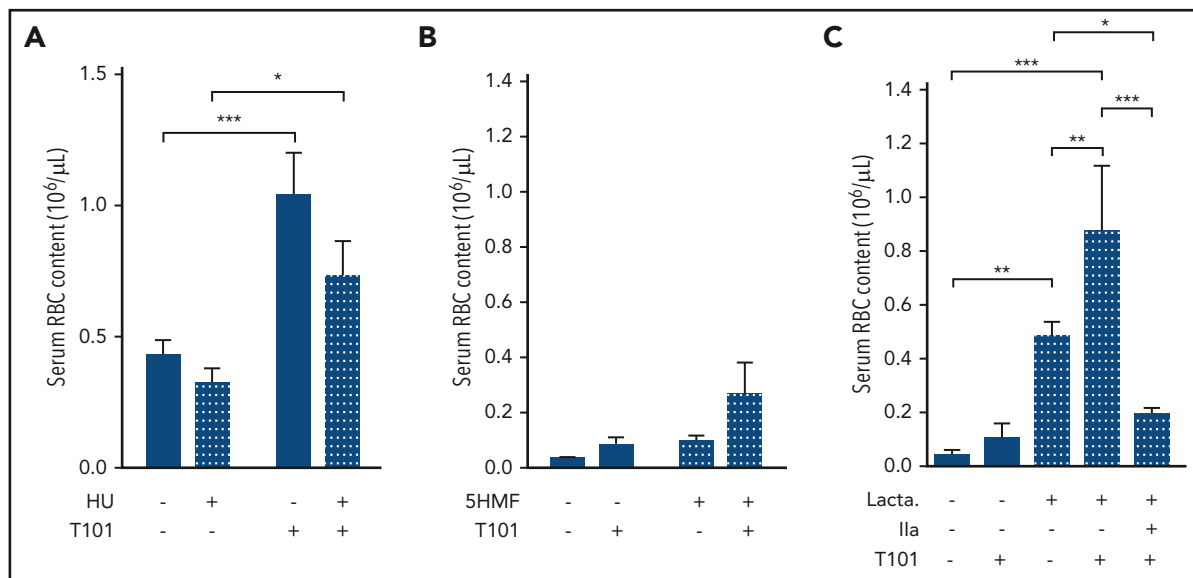 A
Serum RBC content (10⁶/μL)
1.5
1.0
0.5
0.0
***
*
HU - + - +
T101 - - + +
B
Serum RBC content (10⁶/μL)
1.4
1.2
1.0
0.8
0.6
0.4
0.2
0.0
5HMF - - + +
T101 - + - +
C
Serum RBC content (10⁶/μL)
1.4
1.2
1.0
0.8
0.6
0.4
0.2
0.0
*
***
***
**
**
Lacta. - - + + +
IIa +
T101 - + - + +